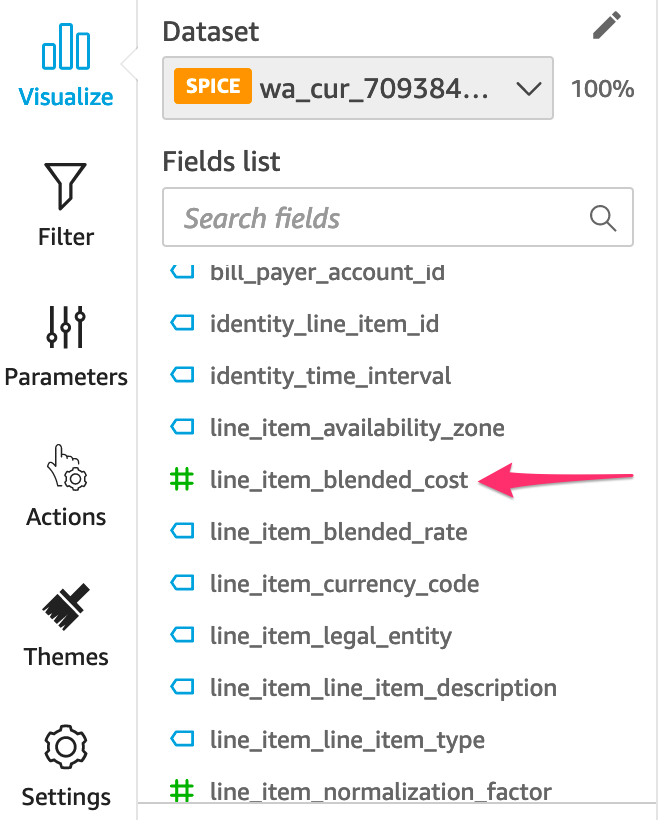 Visualize
Filter
Parameters
Actions
Themes
Settings
Dataset
SPICE wa_cur_709384... 100%
Fields list
Search fields
bill_payer_account_id
identity_line_item_id
identity_time_interval
line_item_availability_zone
line_item_blended_cost
line_item_blended_rate
line_item_currency_code
line_item_legal_entity
line_item_line_item_description
line_item_line_item_type
line_item_normalization_factor